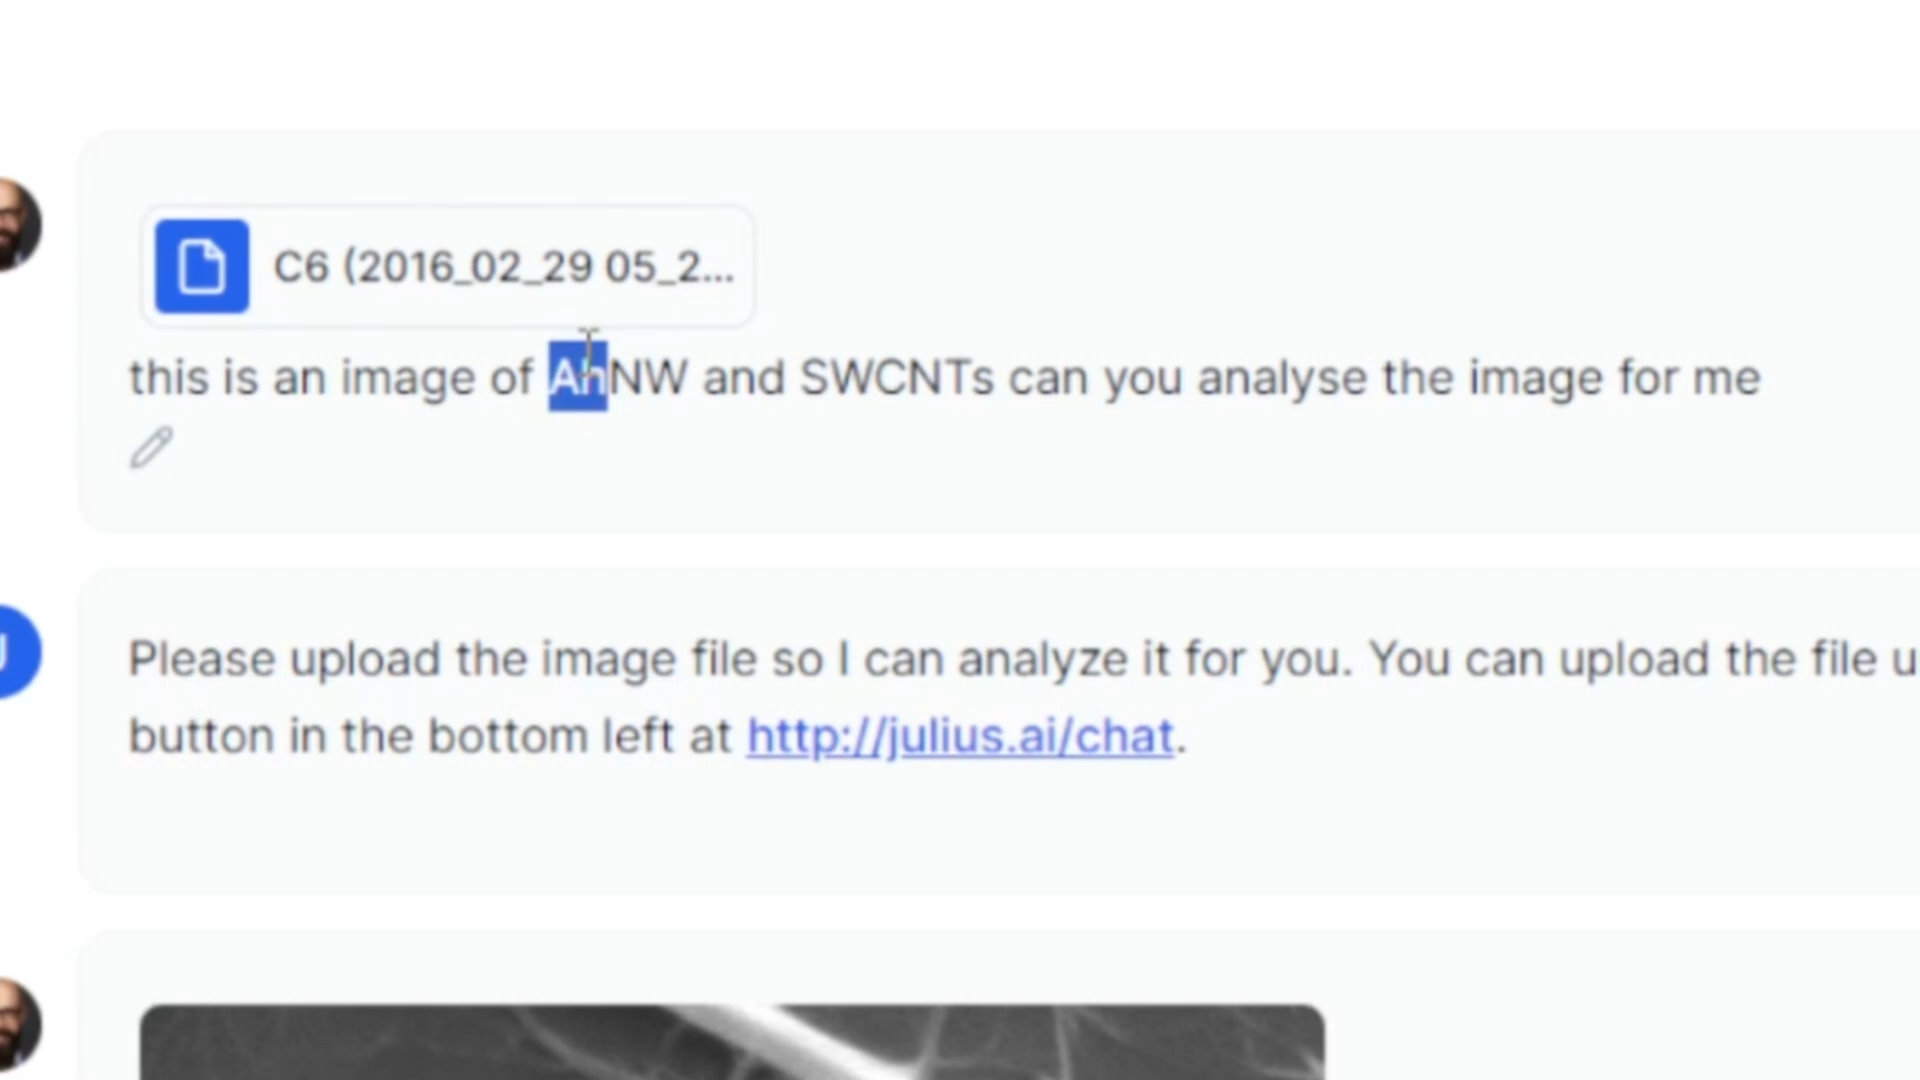 C6 (2016_02_29 05_2...
this is an image of AhNW and SWCNTs can you analyse the image for me
Please upload the image file so I can analyze it for you. You can upload the file u
button in the bottom left at http://julius.ai/chat.